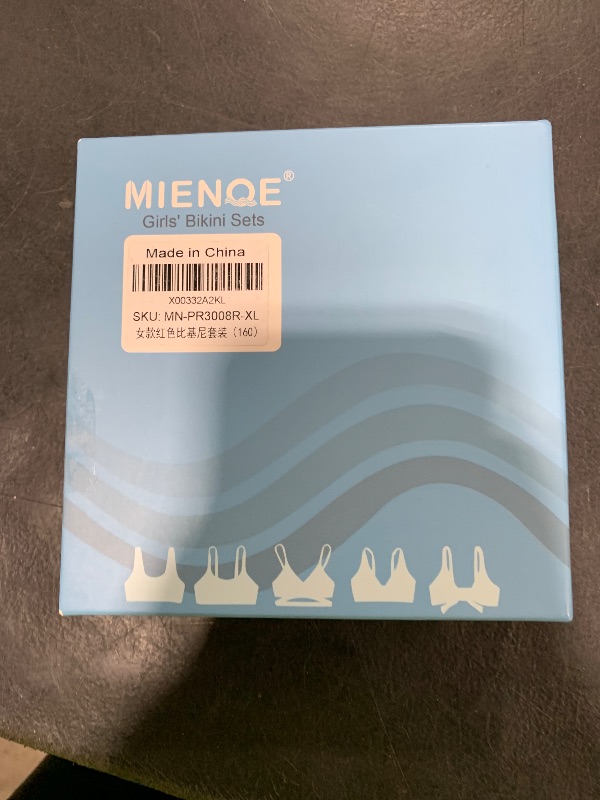 MIENQE®
Girls' Bikini Sets
Made in China
X00332A2KL
SKU: MN-PR3008R-XL
女款红色比基尼套装（160）